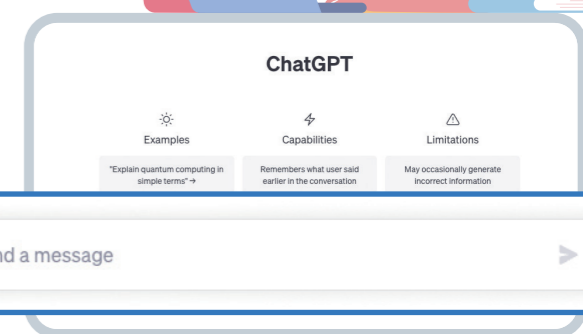 ChatGPT
Examples
Capabilities
Limitations
"Explain quantum computing in
simple terms" →
Remembers what user said
earlier in the conversation
May occasionally generate
incorrect information
nd a message